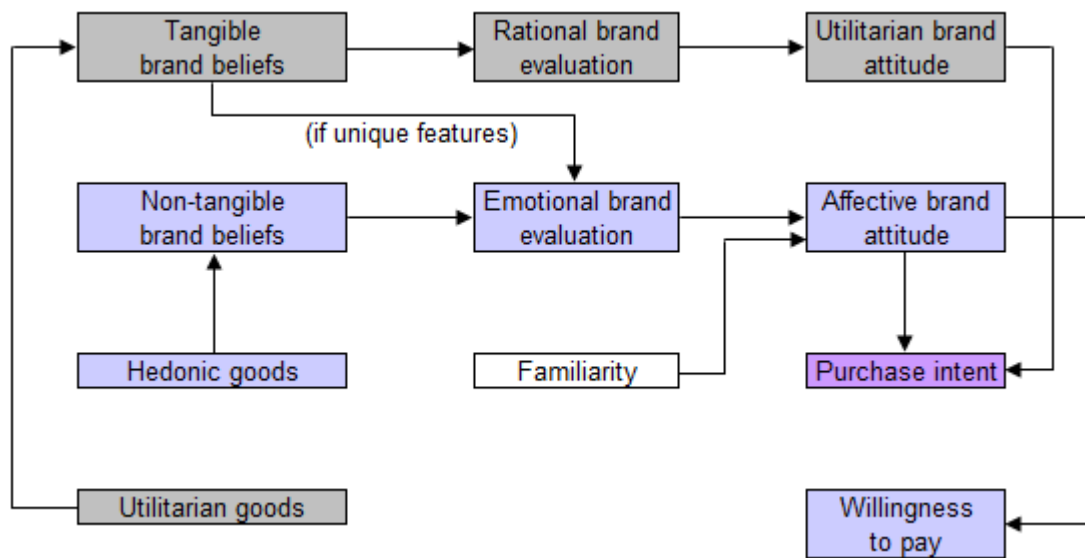 Tangible
brand beliefs
Rational brand
evaluation
Utilitarian brand
attitude
(if unique features)
Non-tangible
brand beliefs
Emotional brand
evaluation
Affective brand
attitude
Hedonic goods
Familiarity
Purchase intent
Utilitarian goods
Willingness
to pay